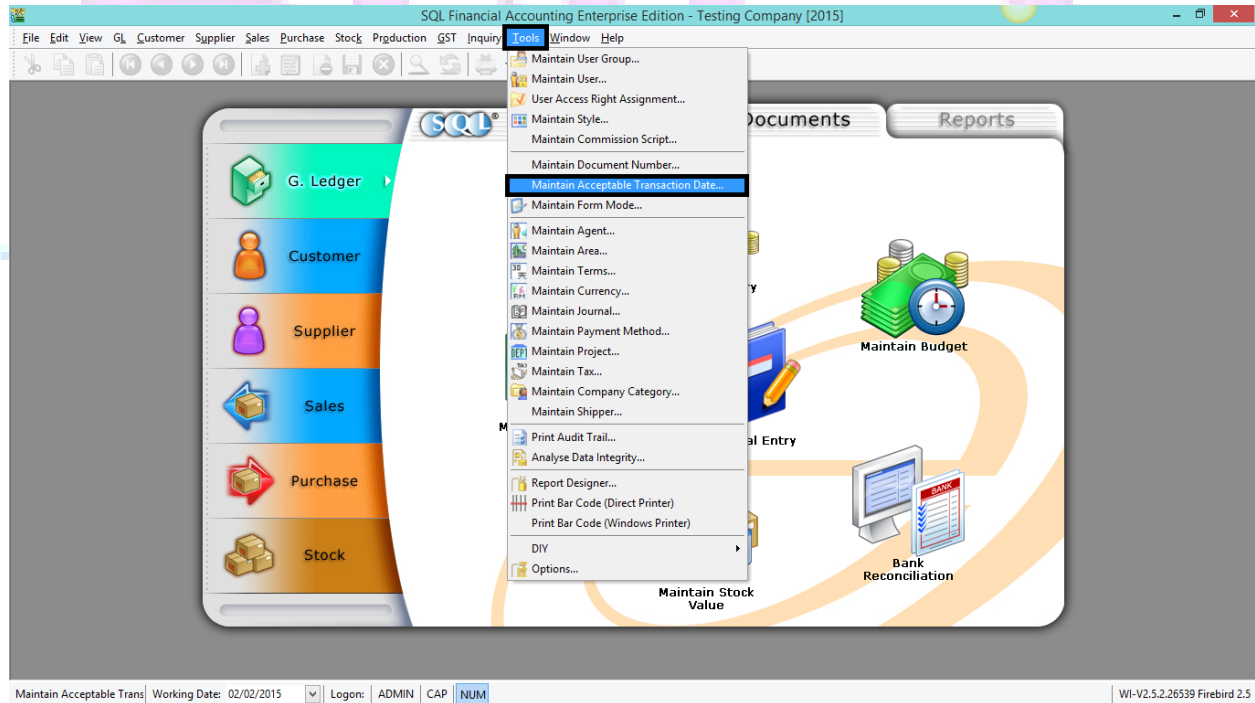 SQL Financial Accounting Enterprise Edition - Testing Company [2015]
File Edit View GL Customer Supplier Sales Purchase Stock Production GST Inquiry Tools Window Help
Maintain User Group...
Maintain User...
User Access Right Assignment...
Maintain Style...
Maintain Commission Script...
Maintain Document Number...
Maintain Acceptable Transaction Date...
Maintain Form Mode...
Maintain Agent...
Maintain Area...
Maintain Terms...
Maintain Currency...
Maintain Journal...
Maintain Payment Method...
Maintain Project...
Maintain Tax...
Maintain Company Category...
Maintain Shipper...
Print Audit Trail...
Analyse Data Integrity...
Report Designer...
Print Bar Code (Direct Printer)
Print Bar Code (Windows Printer)
DIY
Options...
SQL®
Documents
Reports
G. Ledger
Customer
Supplier
Sales
Purchase
Stock
Maintain Budget
al Entry
BANK
Bank
Reconciliation
Maintain Stock
Value
Maintain Acceptable Trans Working Date: 02/02/2015 Logon: ADMIN CAP NUM
WI-V2.5.2.26539 Firebird 2.5